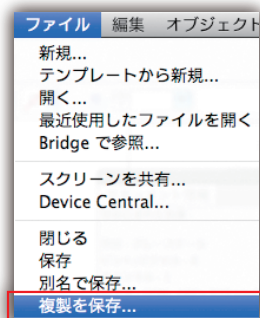 ファイル 編集 オブジェクト
新規...
テンプレートから新規...
開く...
最近使用したファイルを開く
Bridge で参照...
スクリーンを共有...
Device Central...
閉じる
保存
別名で保存...
複製を保存...